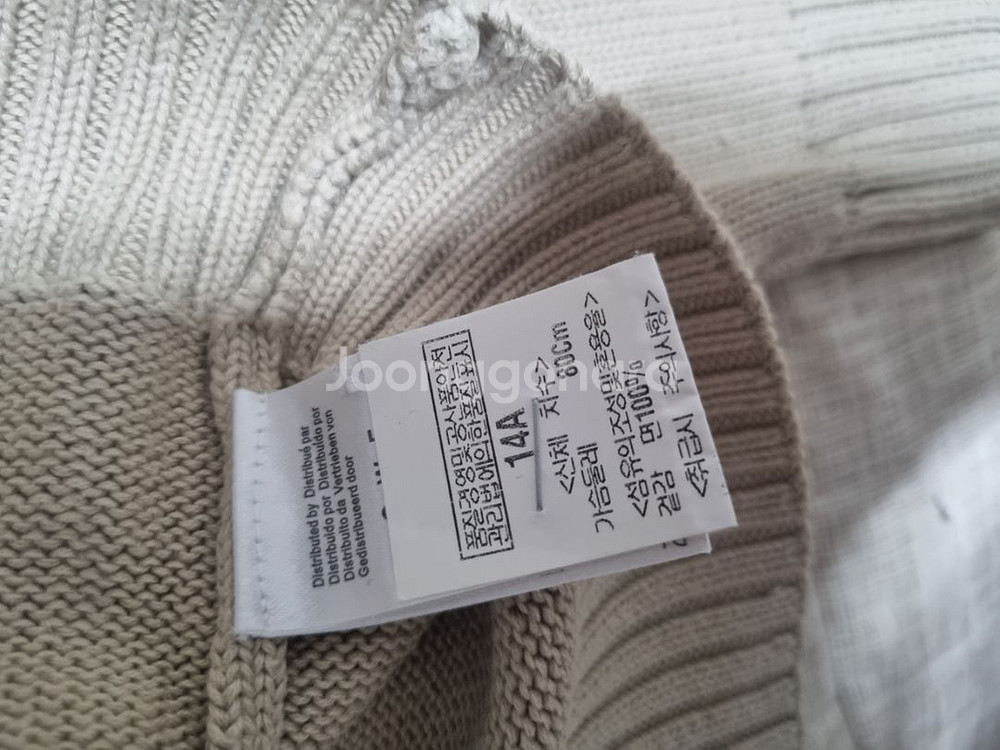 Joonggonara
Distributed by Distribué par
Distribuido por Distribuído por
Distribuito da Vertrieben von
Gedistribueerd door
품질경영및공산품안전
관리법에의한품질표시
14A
<신체 치수>
가슴둘레 80Cm
<섬유의조성및혼용율>
겉감 면100%
<취급시 주의사항>